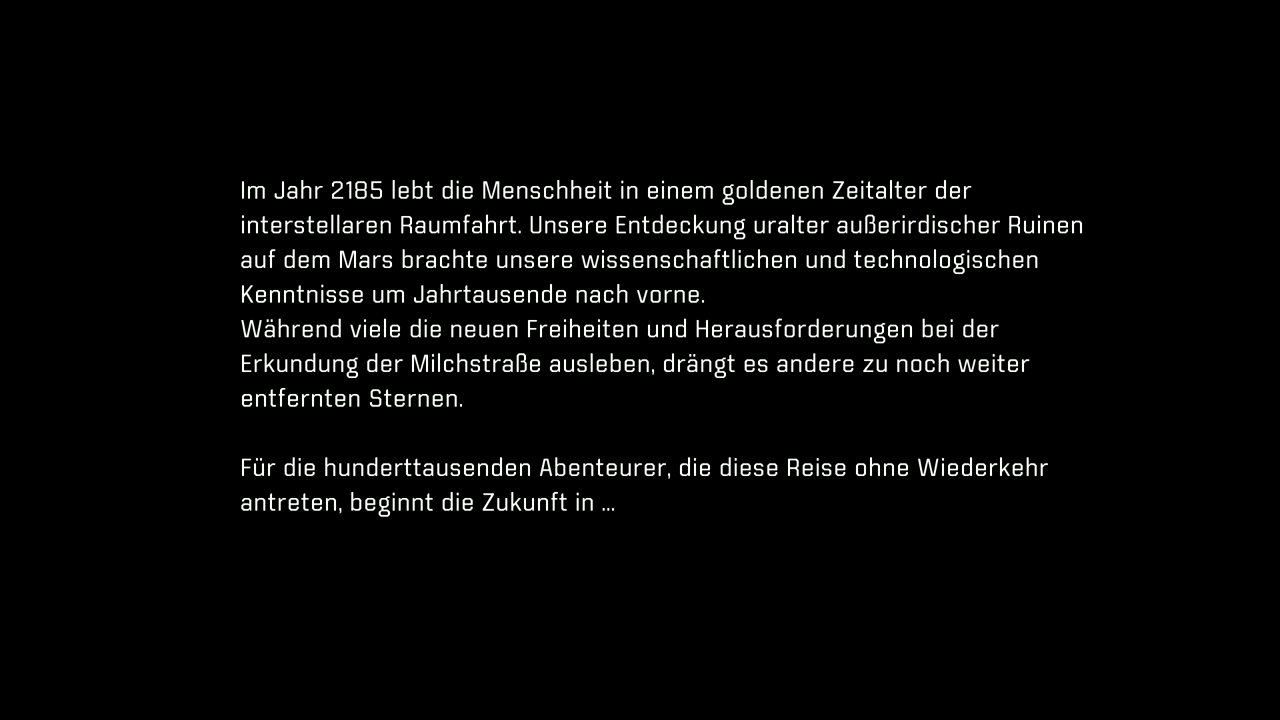 Im Jahr 2185 lebt die Menschheit in einem goldenen Zeitalter der
interstellaren Raumfahrt. Unsere Entdeckung uralter außerirdischer Ruinen
auf dem Mars brachte unsere wissenschaftlichen und technologischen
Kenntnisse um Jahrtausende nach vorne.
Während viele die neuen Freiheiten und Herausforderungen bei der
Erkundung der Milchstraße ausleben, drängt es andere zu noch weiter
entfernten Sternen.
Für die hunderttausenden Abenteurer, die diese Reise ohne Wiederkehr
antreten, beginnt die Zukunft in ...